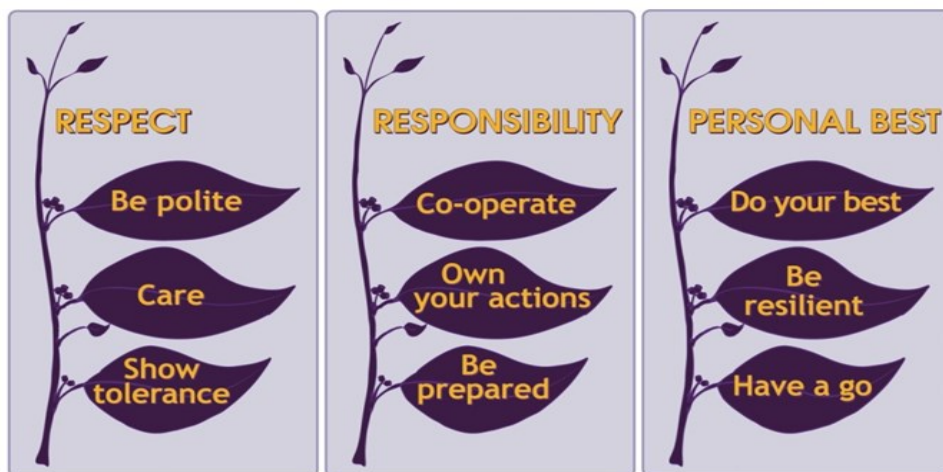 RESPECT
Be polite
Care
Show
tolerance
RESPONSIBILITY
Co-operate
Own
your actions
Be
prepared
PERSONAL BEST
Do your best
Be
resilient
Have a go